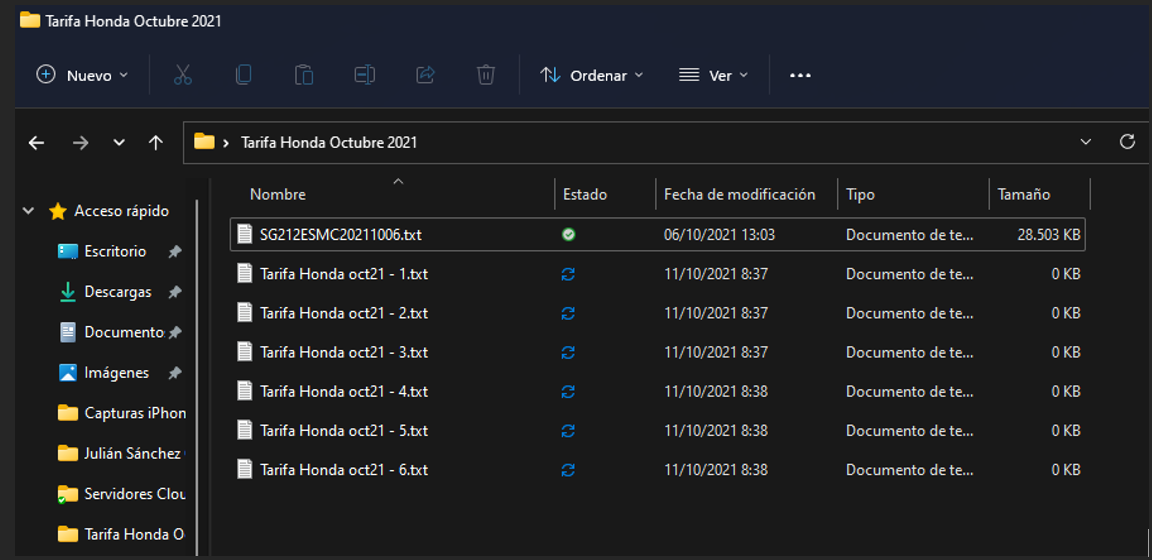 Tarifa Honda Octubre 2021
Nuevo
Ordenar
Ver
Tarifa Honda Octubre 2021
Acceso rápido
Escritorio
Descargas
Documento
Imágenes
Capturas iPhon
Julián Sánchez
Servidores Clou
Tarifa Honda O
Nombre Estado Fecha de modificación Tipo Tamaño
SG212ESMC20211006.txt 06/10/2021 13:03 Documento de te... 28.503 KB
Tarifa Honda oct21 - 1.txt 11/10/2021 8:37 Documento de te... 0 KB
Tarifa Honda oct21 - 2.txt 11/10/2021 8:37 Documento de te... 0 KB
Tarifa Honda oct21 - 3.txt 11/10/2021 8:37 Documento de te... 0 KB
Tarifa Honda oct21 - 4.txt 11/10/2021 8:38 Documento de te... 0 KB
Tarifa Honda oct21 - 5.txt 11/10/2021 8:38 Documento de te... 0 KB
Tarifa Honda oct21 - 6.txt 11/10/2021 8:38 Documento de te... 0 KB